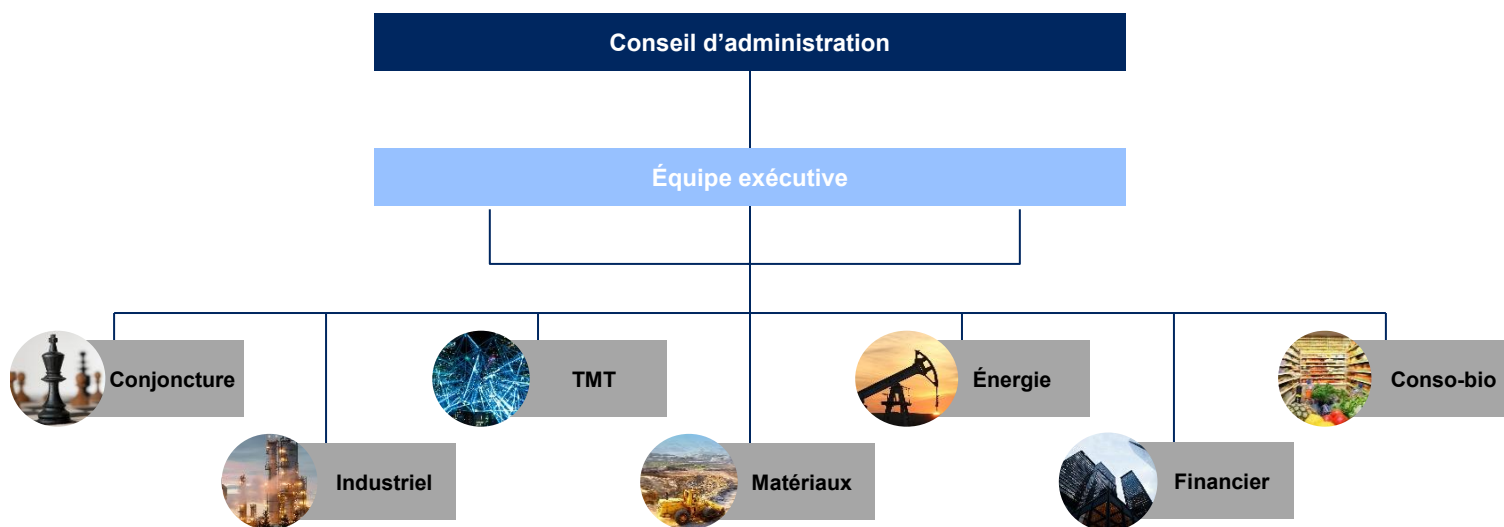 Conseil d’administration
Équipe exécutive
Conjoncture
TMT
Énergie
Conso-bio
Industriel
Matériaux
Financier